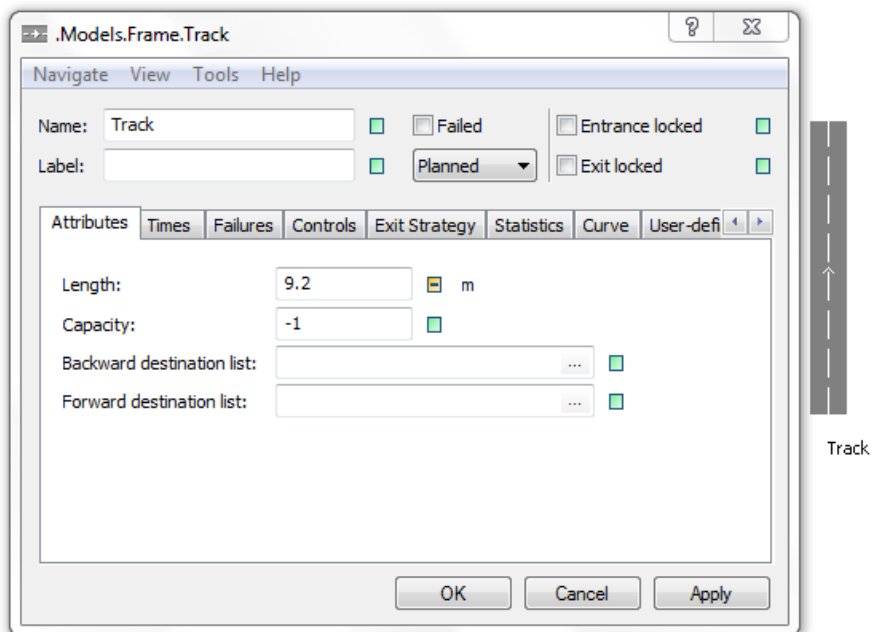 .Models.Frame.Track
Navigate View Tools Help
Name: Track Failed Entrance locked
Label: Planned Exit locked
Attributes Times Failures Controls Exit Strategy Statistics Curve User-defi
Length: 9.2 m
Capacity: -1
Backward destination list: ...
Forward destination list: ...
Track
OK Cancel Apply